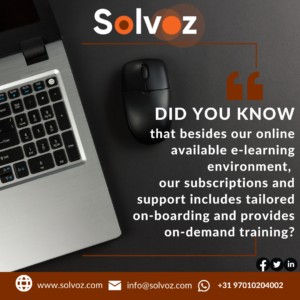 Solvoz
DID YOU KNOW
that besides our online
available e-learning
environment,
our subscriptions and
support includes tailored
on-boarding and provides
on-demand training?
www.solvoz.com info@solvoz.com +31 97010204002